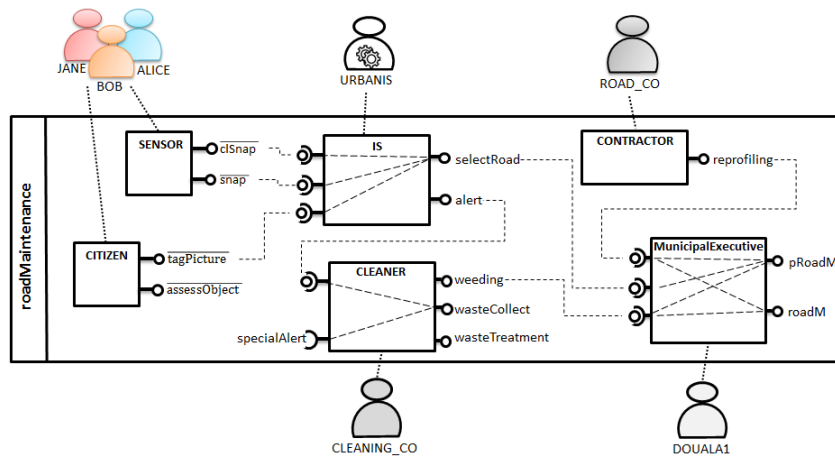 JANE
BOB
ALICE
URBANIS
ROAD_CO
roadMaintenance
SENSOR
clSnap
snap
IS
selectRoad
alert
CONTRACTOR
reprofiling
CITIZEN
tagPicture
assessObject
CLEANER
weeding
wasteCollect
wasteTreatment
specialAlert
MunicipalExecutive
pRoadM
roadM
CLEANING_CO
DOUALA1